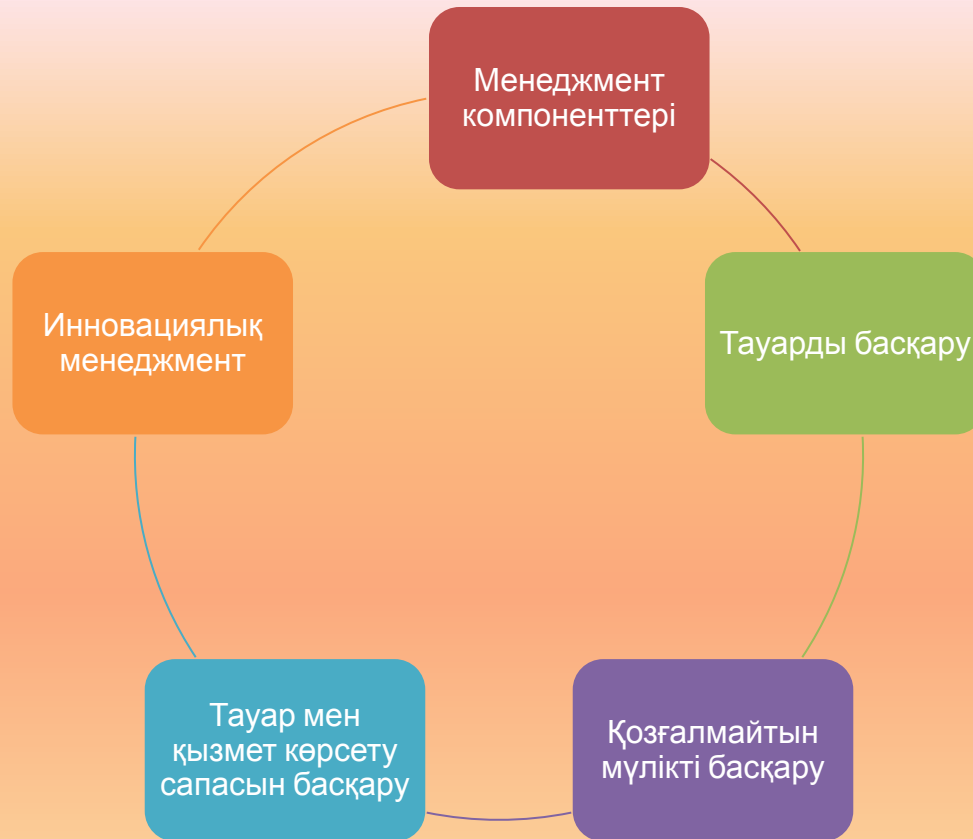 Менеджмент
компоненттері
Тауарды басқару
Қозғалмайтын
мүлікті басқару
Тауар мен
қызмет көрсету
сапасын басқару
Инновациялық
менеджмент